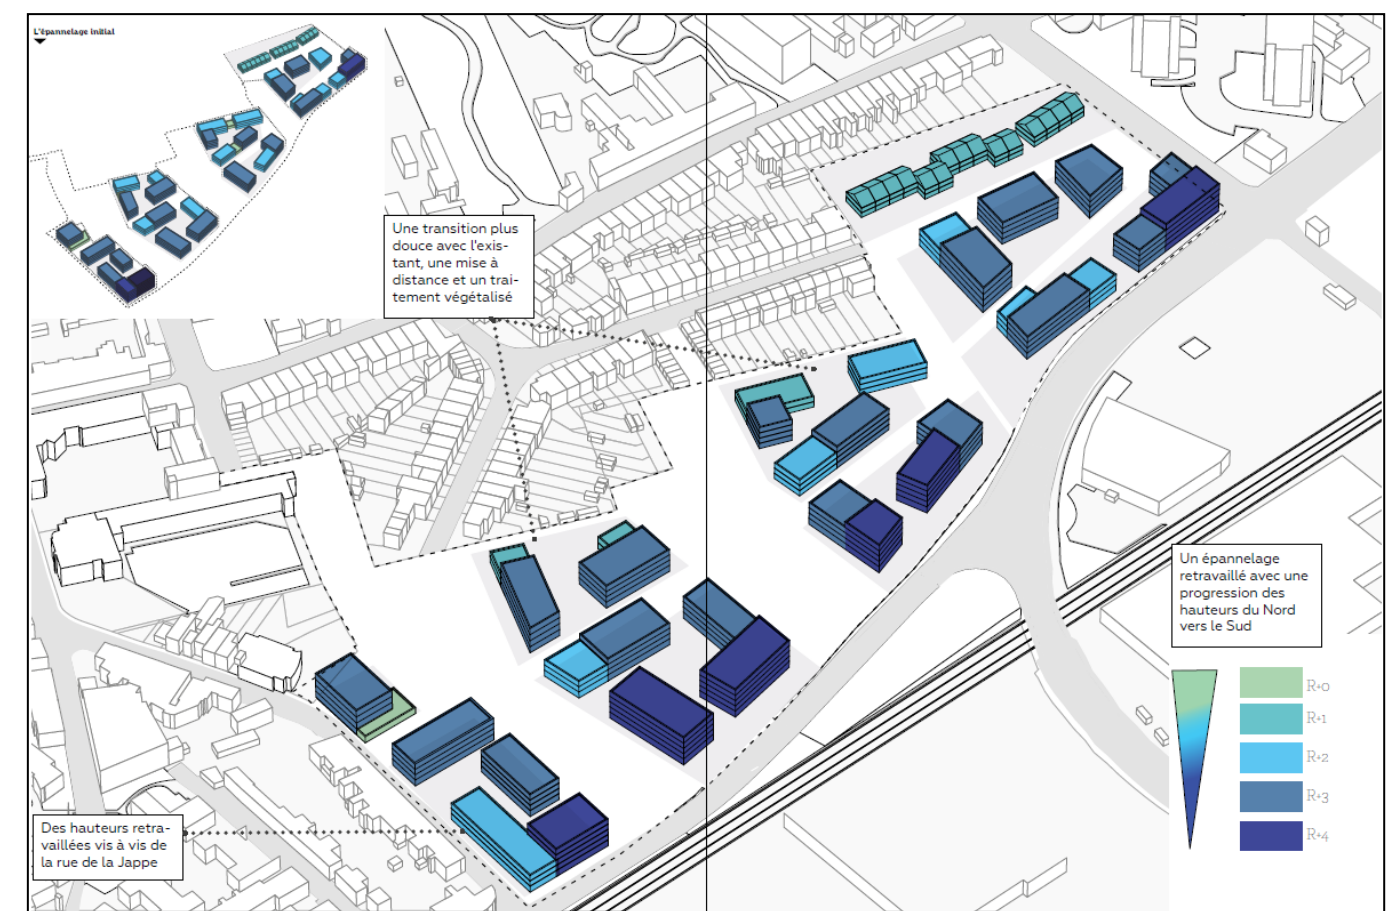 L'épannelage initial
Une transition plus
douce avec l'exis-
tant, une mise à
distance et un trai-
tement végétalisé
Un épannelage
retravaillé avec une
progression des
hauteurs du Nord
vers le Sud
R+0
R+1
R+2
R+3
R+4
Des hauteurs retra-
vaillées vis à vis de
la rue de la Jappe